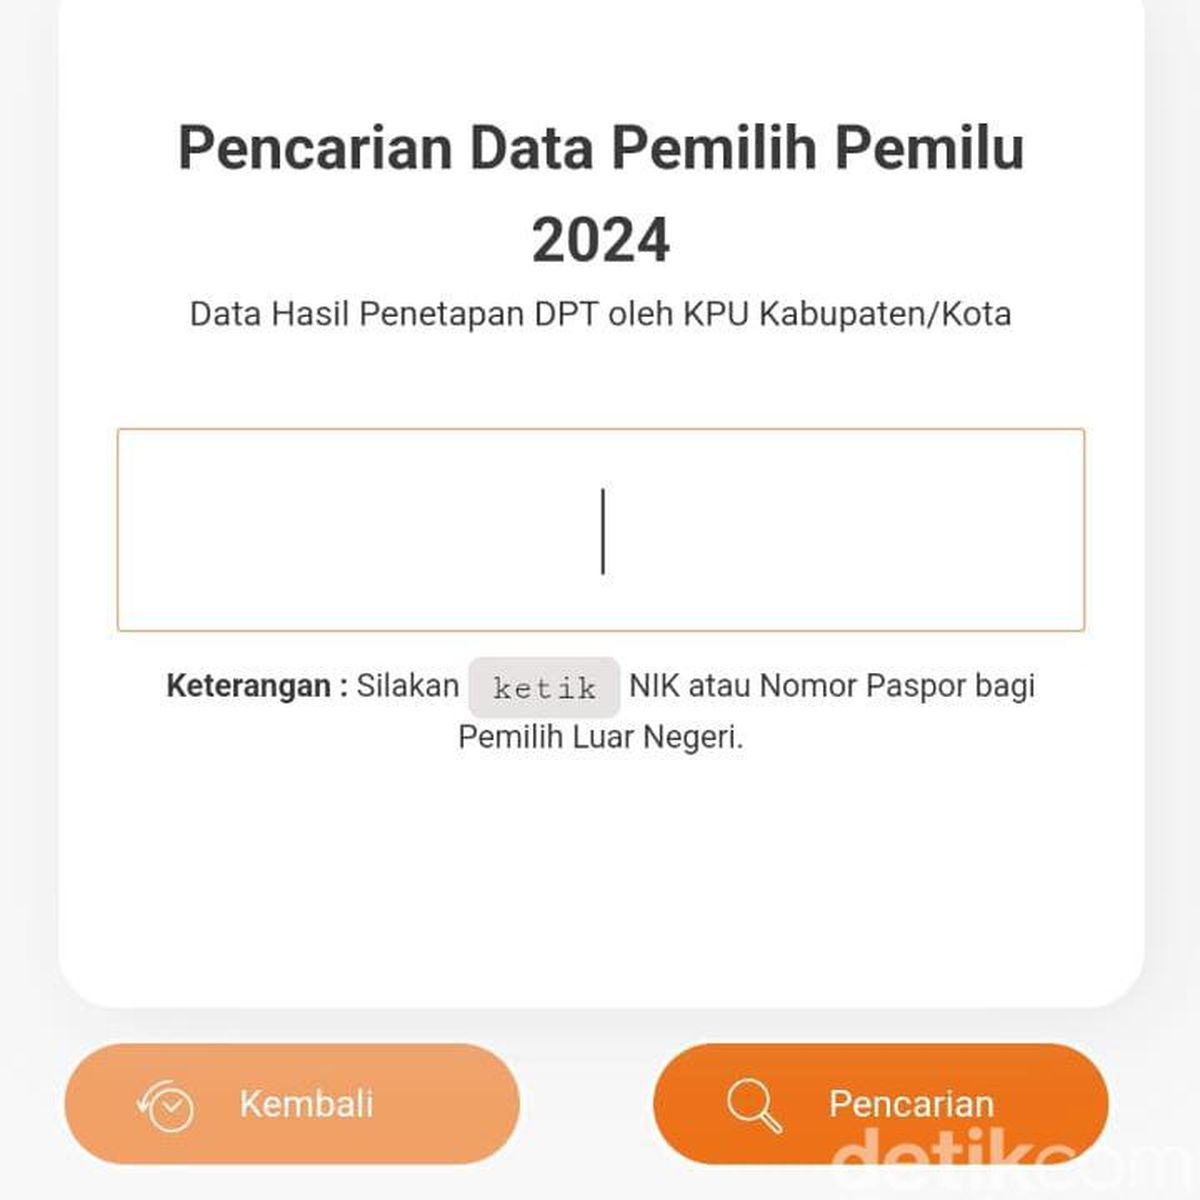 Pencarian Data Pemilih Pemilu
2024
Data Hasil Penetapan DPT oleh KPU Kabupaten/Kota
Keterangan : Silakan ketik NIK atau Nomor Paspor bagi
Pemilih Luar Negeri.
Kembali
Pencarian
detikcom